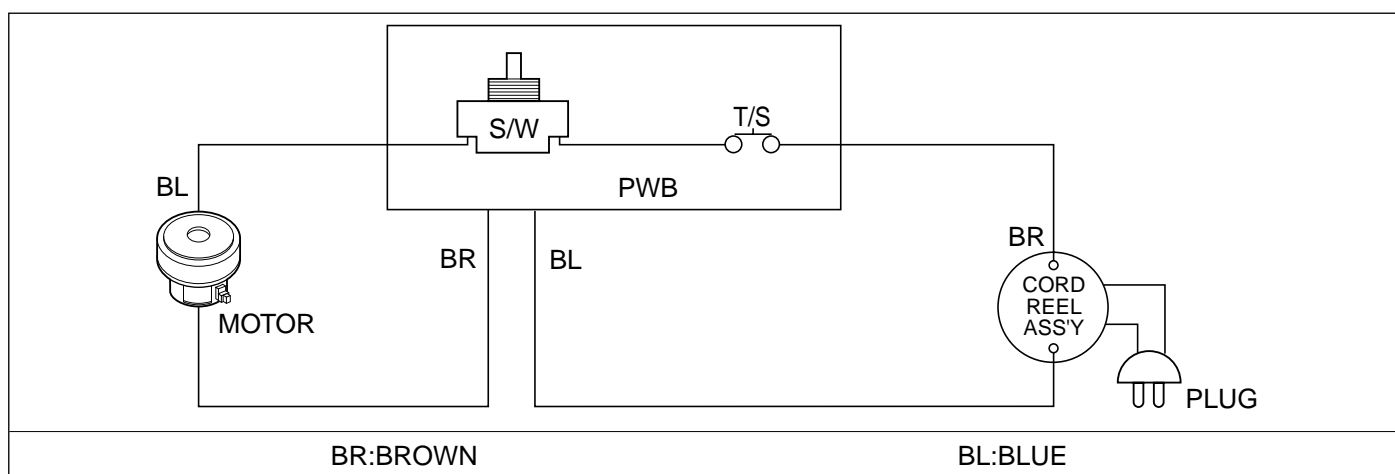 S/W
T/S
PWB
BL
MOTOR
BR
BL
BR
CORD
REEL
ASS'Y
PLUG
BR:BROWN
BL:BLUE